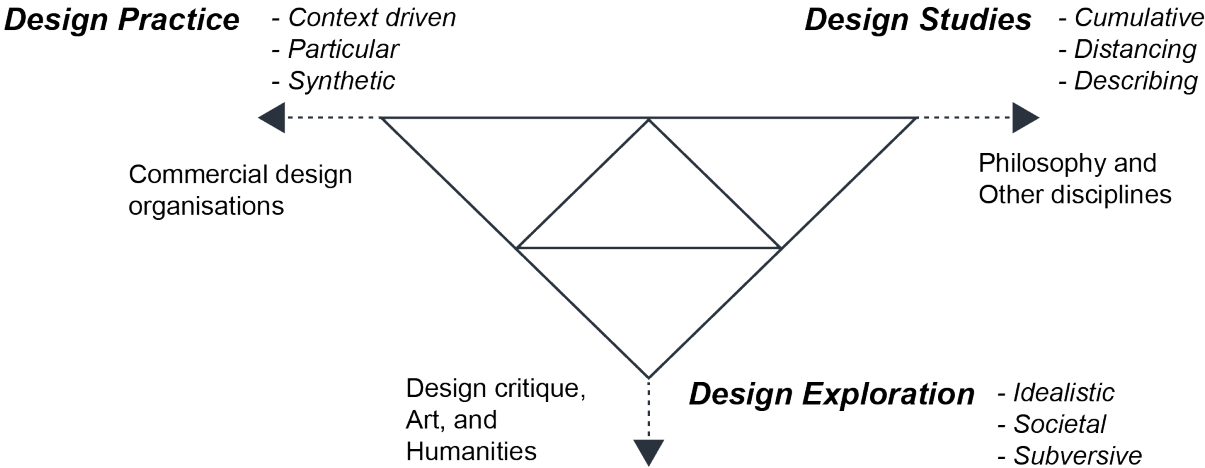 Design Practice
- Context driven
- Particular
- Synthetic
Design Studies
- Cumulative
- Distancing
- Describing
Commercial design
organisations
Philosophy and
Other disciplines
Design critique,
Art, and
Humanities
Design Exploration
- Idealistic
- Societal
- Subversive